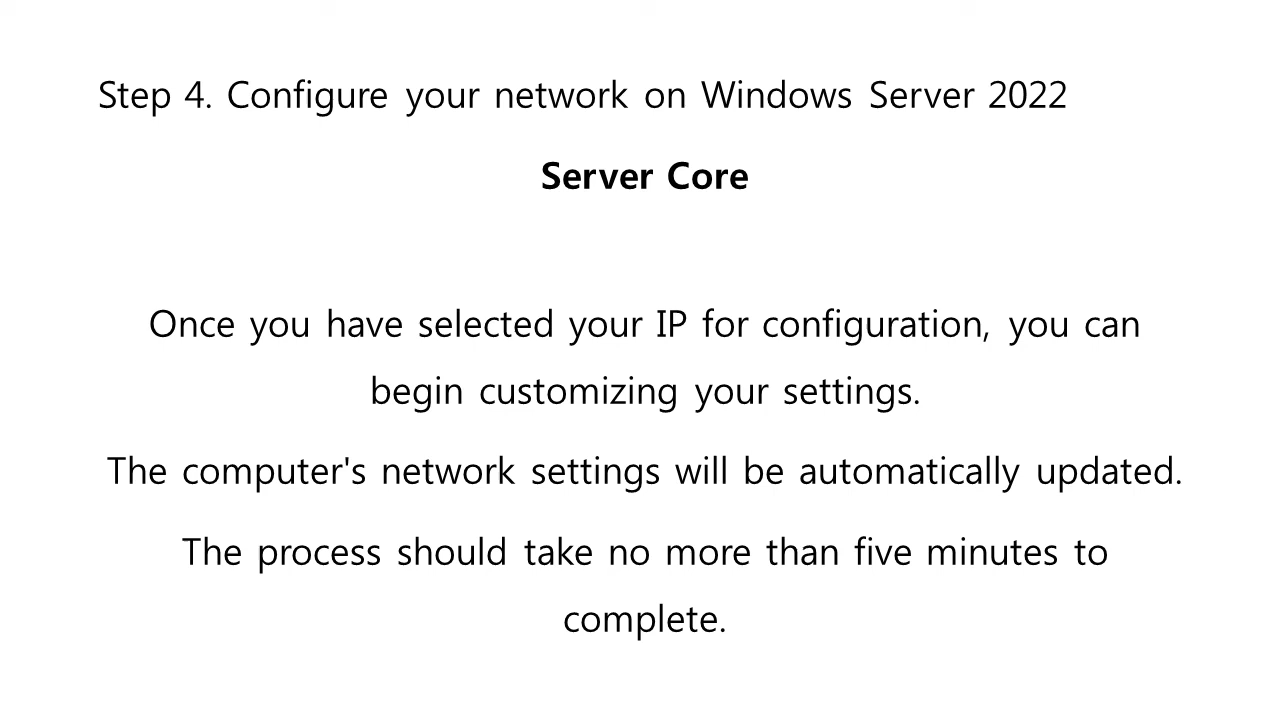 Step 4. Configure your network on Windows Server 2022
Server Core
Once you have selected your IP for configuration, you can
begin customizing your settings.
The computer's network settings will be automatically updated.
The process should take no more than five minutes to
complete.